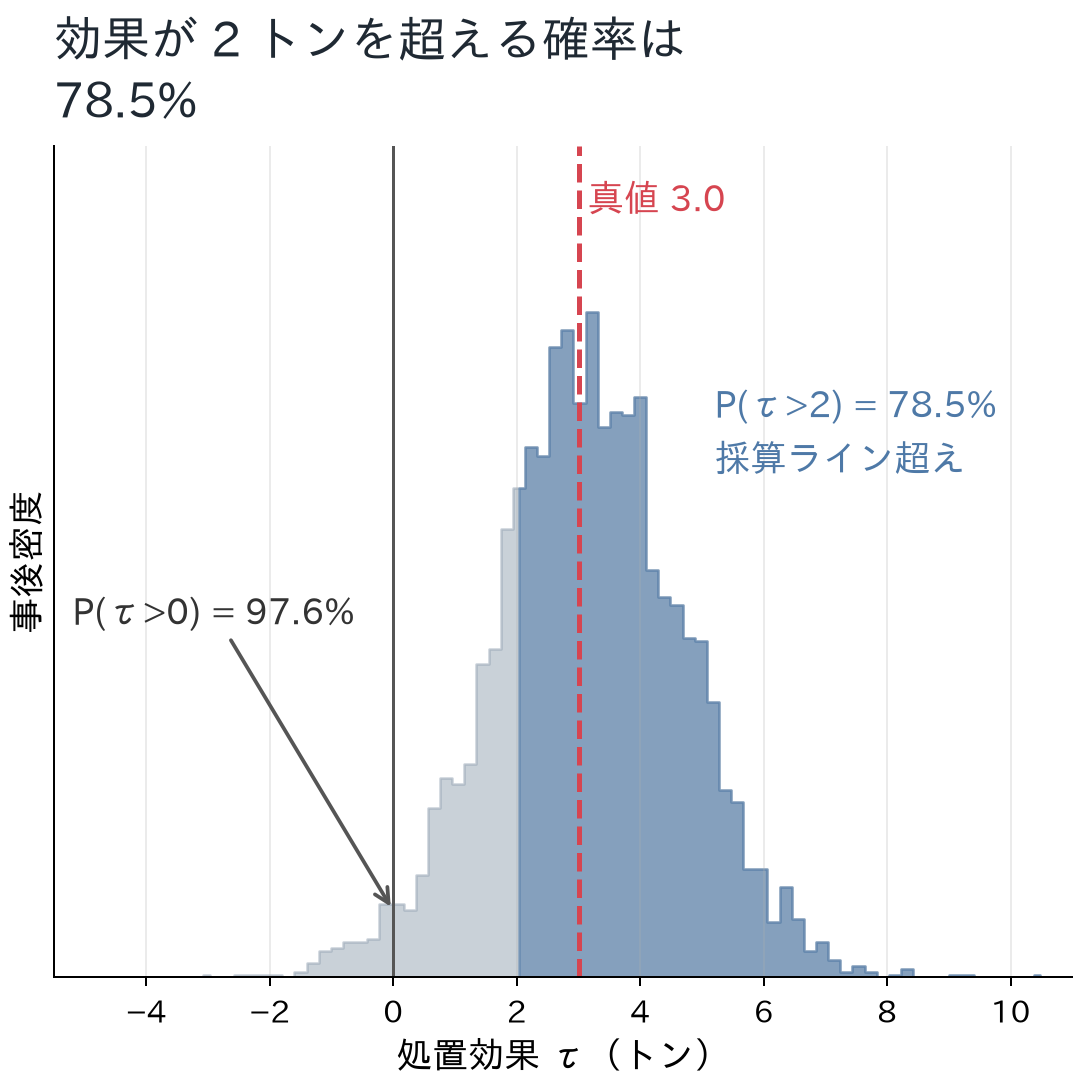 効果が 2 トンを超える確率は
78.5%
真値 3.0
P(τ>2) = 78.5%
採算ライン超え
P(τ>0) = 97.6%
事後密度
−4 −2 0 2 4 6 8 10
処置効果 τ（トン）